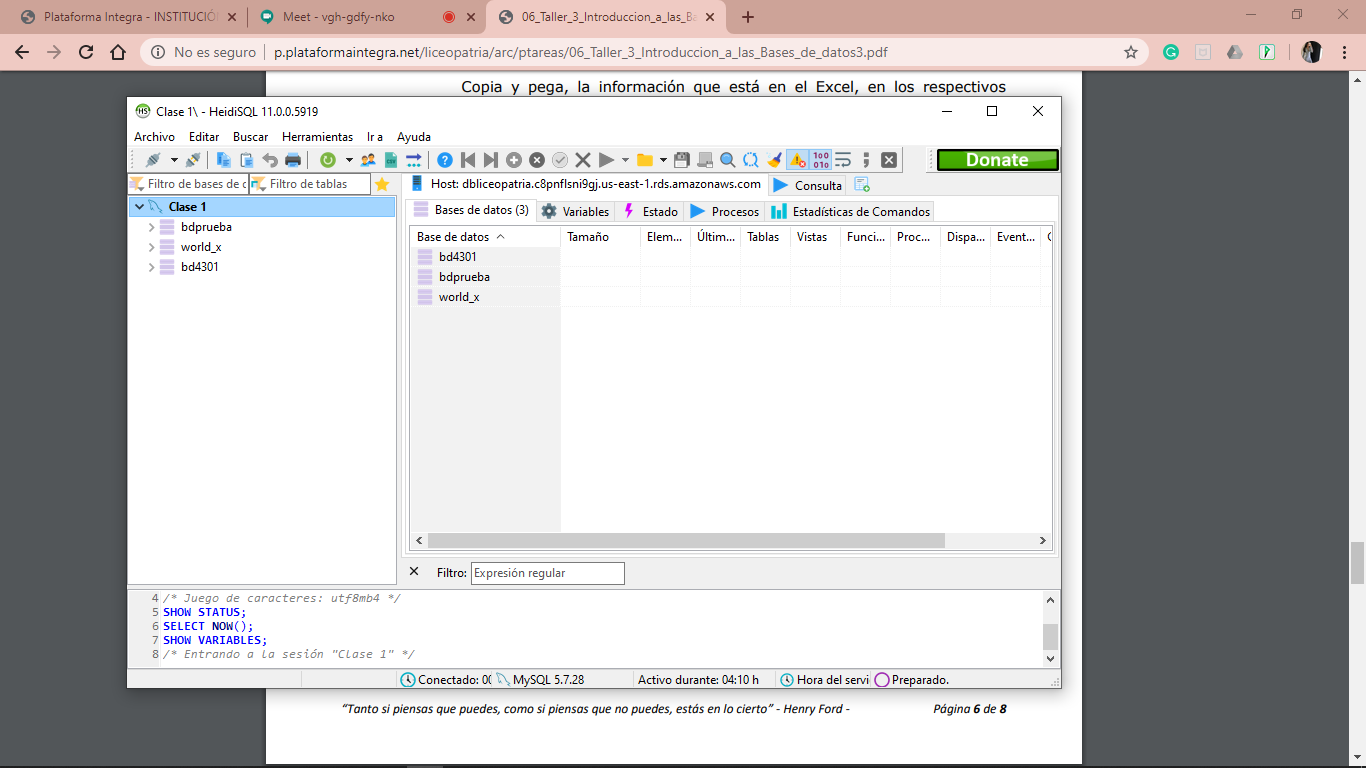 Plataforma Integra - INSTITUCIÓ
Meet - vgh-gdfy-nko
06_Taller_3_Introduccion_a_las_Ba
No es seguro | p.plataformaintegra.net/liceopatria/arc/ptareas/06_Taller_3_Introduccion_a_las_Bases_de_datos3.pdf
Copia y pega, la información que está en el Excel, en los respectivos
Clase 1\ - HeidiSQL 11.0.0.5919
Archivo Editar Buscar Herramientas Ir a Ayuda
Donate
Filtro de bases de c Filtro de tablas
Host: dbliceopatria.c8pnflsni9gj.us-east-1.rds.amazonaws.com Consulta
Clase 1
bdprueba
world_x
bd4301
Bases de datos (3) Variables Estado Procesos Estadísticas de Comandos
Base de datos Tamaño Elem... Últim... Tablas Vistas Funci... Proc... Dispa... Event...
bd4301
bdprueba
world_x
Filtro: Expresión regular
4 /* Juego de caracteres: utf8mb4 */
5 SHOW STATUS;
6 SELECT NOW();
7 SHOW VARIABLES;
8 /* Entrando a la sesión "Clase 1" */
Conectado: 00 MySQL 5.7.28 Activo durante: 04:10 h Hora del servi Preparado.
“Tanto si piensas que puedes, como si piensas que no puedes, estás en lo cierto” - Henry Ford - Página 6 de 8